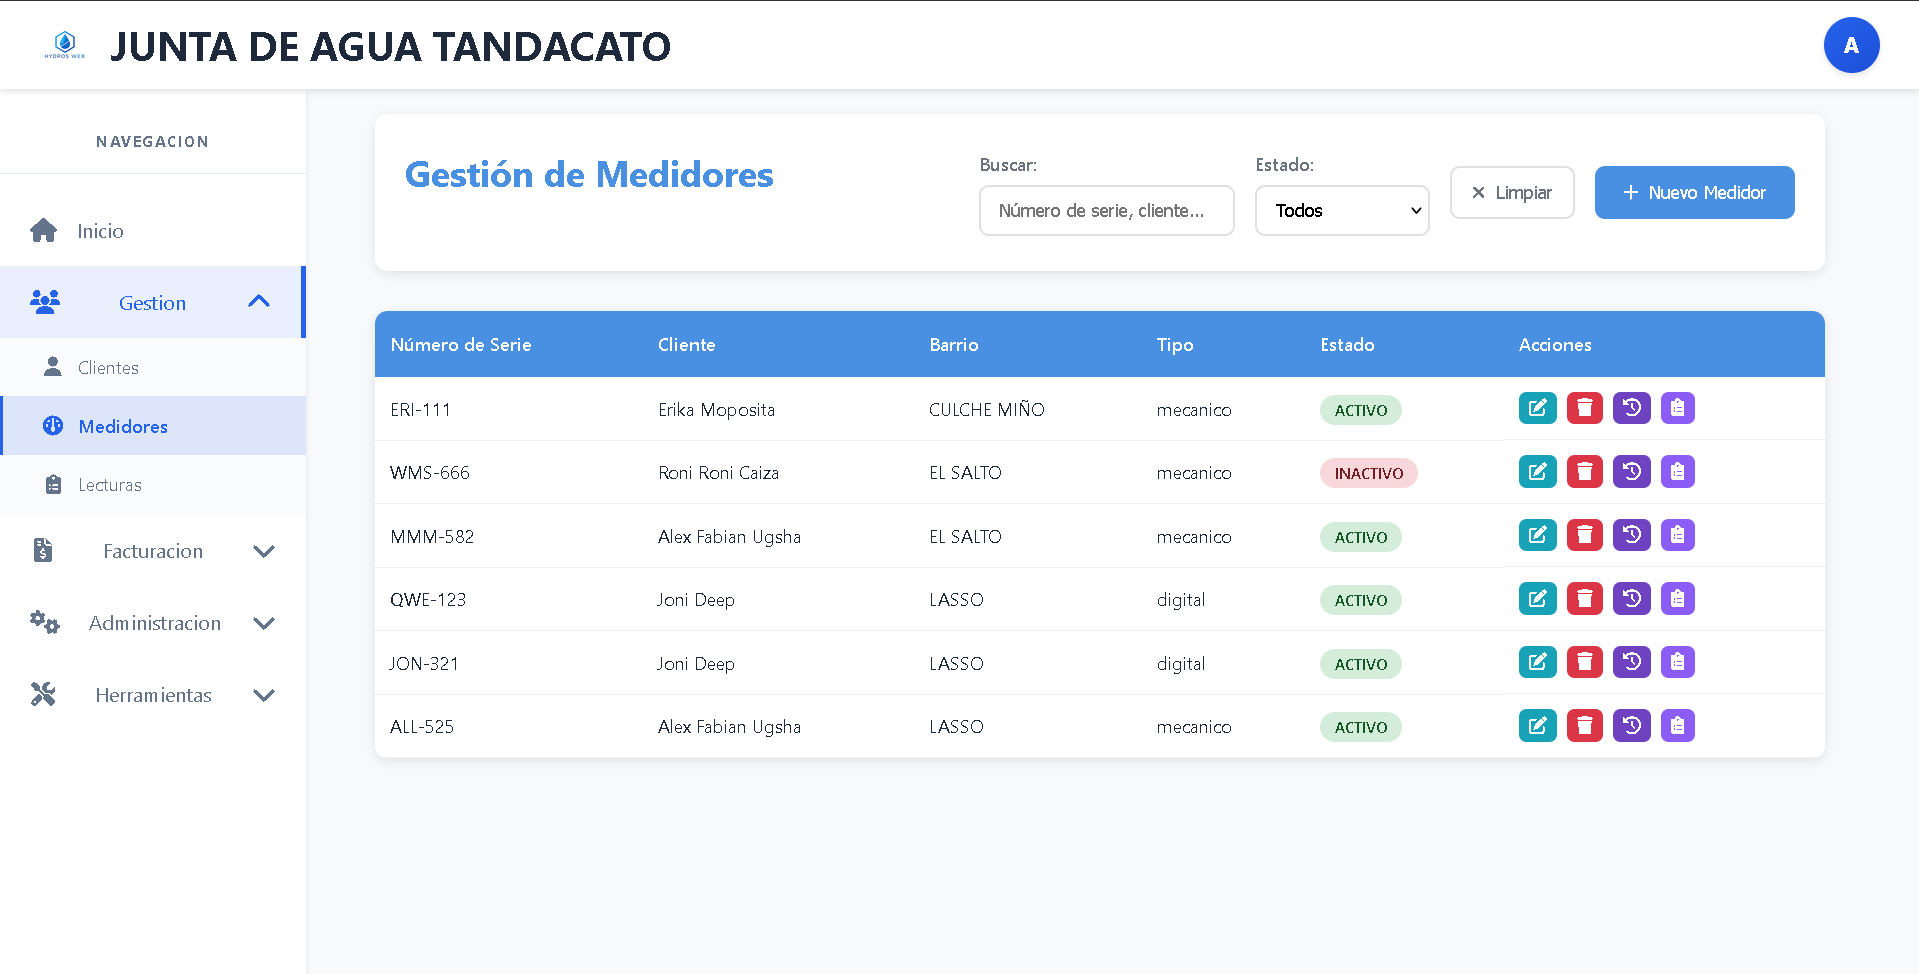 HYDROS WEB
JUNTA DE AGUA TANDACATO
A
NAVEGACION
Inicio
Gestion
Clientes
Medidores
Lecturas
Facturacion
Administracion
Herramientas
Gestión de Medidores
Buscar:
Número de serie, cliente...
Estado:
Todos
Limpiar
Nuevo Medidor
Número de Serie Cliente Barrio Tipo Estado Acciones
ERI-111 Erika Moposita CULCHE MIÑO mecanico ACTIVO
WMS-666 Roni Roni Caiza EL SALTO mecanico INACTIVO
MMM-582 Alex Fabian Ugsha EL SALTO mecanico ACTIVO
QWE-123 Joni Deep LASSO digital ACTIVO
JON-321 Joni Deep LASSO digital ACTIVO
ALL-525 Alex Fabian Ugsha LASSO mecanico ACTIVO